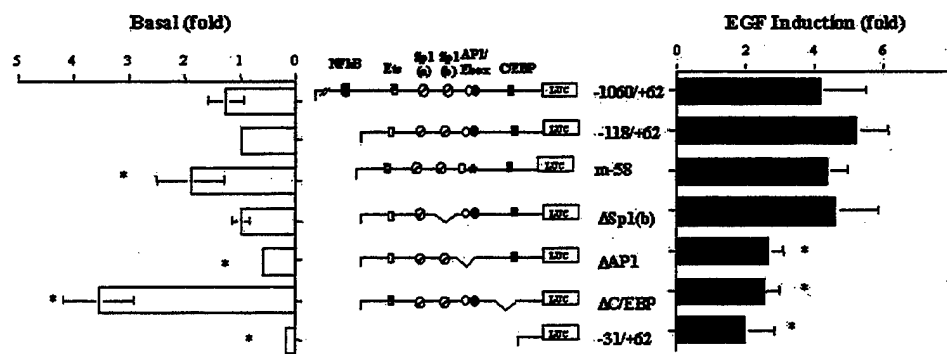 Basal (fold)
EGF Induction (fold)
5 4 3 2 1 0
0 2 4 6
NFkB Ets Sp1 (a) Sp1 (b) AP1/ Ebox C/EBP
LUC -1060/+62
LUC -118/+62
* LUC m-58
LUC ΔSp1(b)
* LUC ΔAP1 *
* LUC ΔC/EBP *
* -31/+62 *
LUC